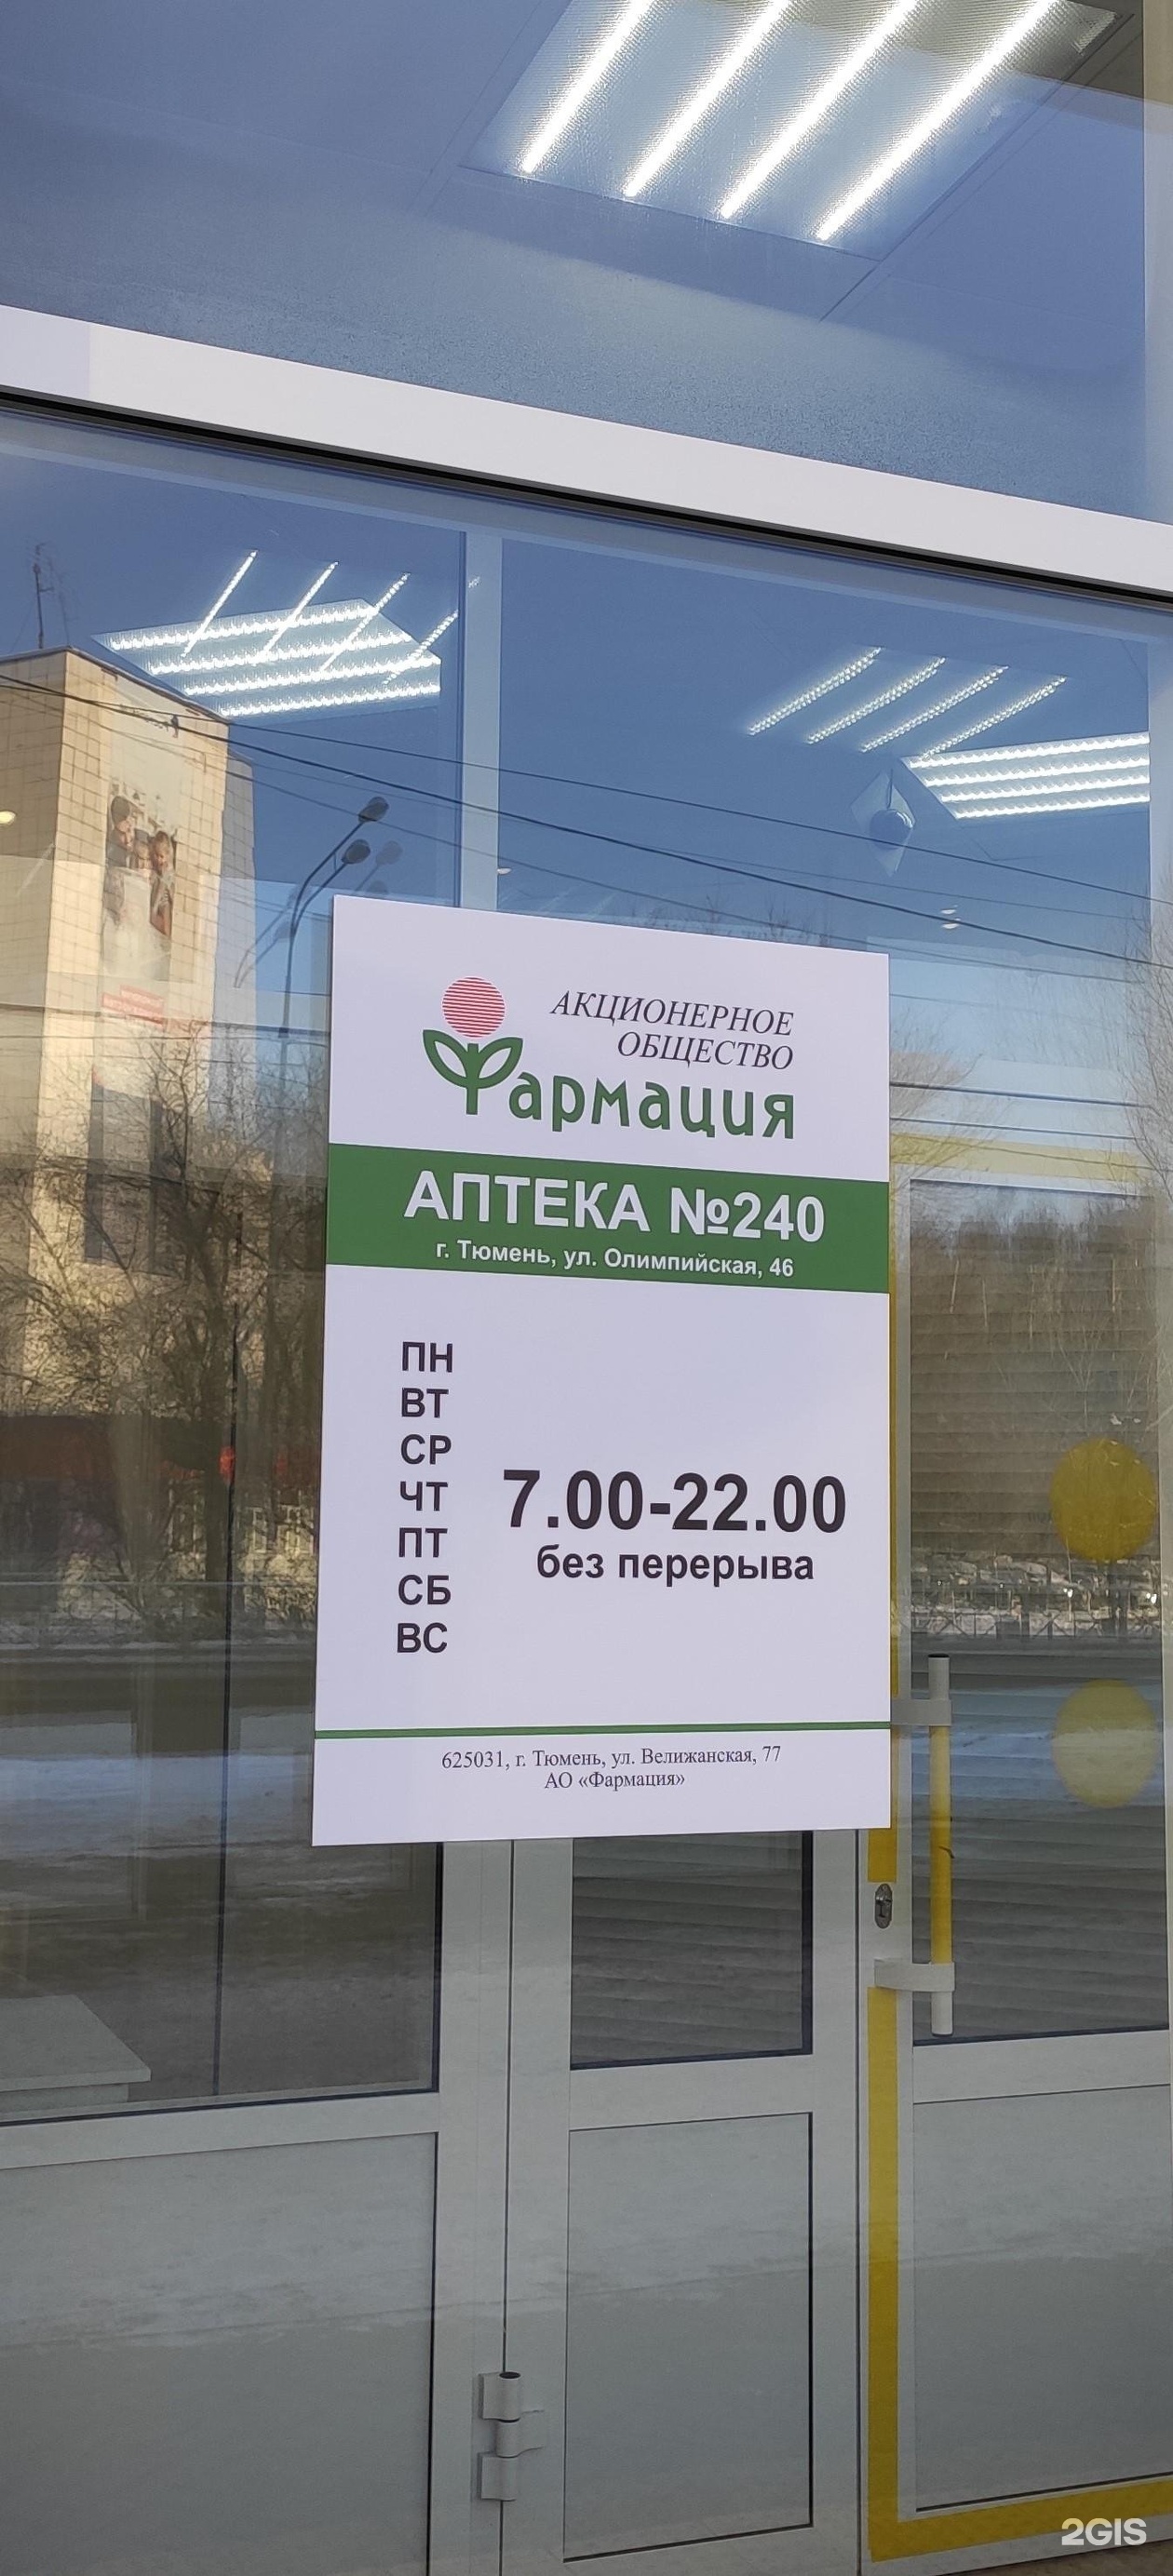 АКЦИОНЕРНОЕ
ОБЩЕСТВО
Фармация
АПТЕКА №240
г. Тюмень, ул. Олимпийская, 46
ПН
ВТ
СР
ЧТ
ПТ
СБ
ВС
7.00-22.00
без перерыва
625031, г. Тюмень, ул. Велижанская, 77
АО «Фармация»
2GIS